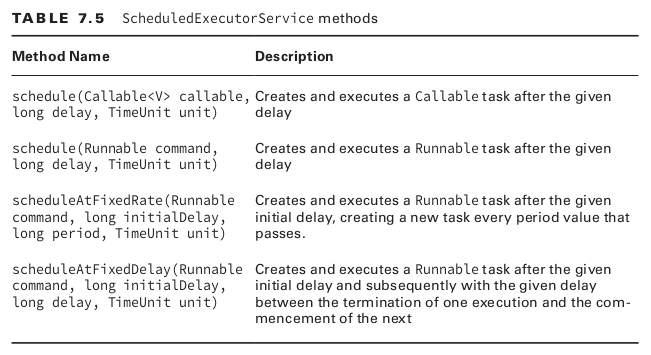 TABLE 7.5 ScheduledExecutorService methods
Method Name Description
schedule(Callable<V> callable, Creates and executes a Callable task after the given
long delay, TimeUnit unit) delay
schedule(Runnable command, Creates and executes a Runnable task after the given
long delay, TimeUnit unit) delay
scheduleAtFixedRate(Runnable Creates and executes a Runnable task after the given
command, long initialDelay, initial delay, creating a new task every period value that
long period, TimeUnit unit) passes.
scheduleAtFixedDelay(Runnable Creates and executes a Runnable task after the given
command, long initialDelay, initial delay and subsequently with the given delay
long delay, TimeUnit unit) between the termination of one execution and the com-
mencement of the next